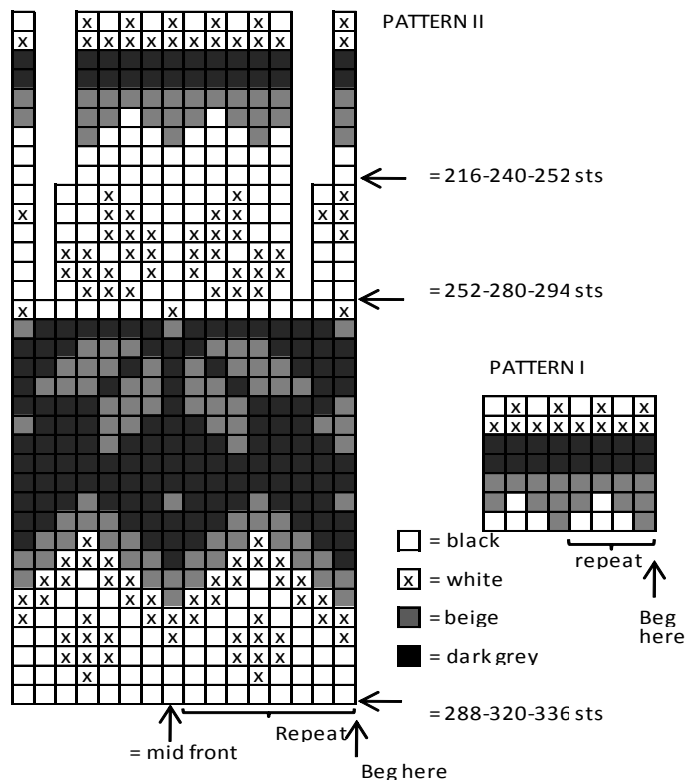 PATTERN II
= 216-240-252 sts
= 252-280-294 sts
PATTERN I
= black
= white
= beige
= dark grey
repeat
Beg
here
= 288-320-336 sts
= mid front
Repeat
Beg here